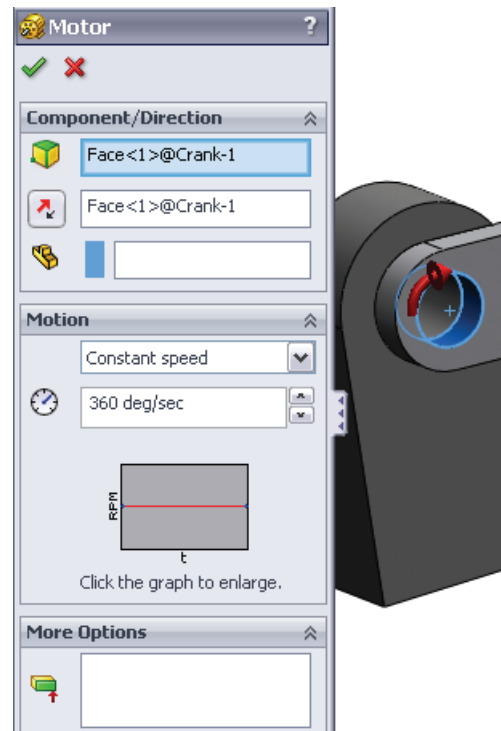 Motor ?
Component/Direction
Face<1>@Crank-1
Face<1>@Crank-1
Motion
Constant speed
360 deg/sec
RPM
t
Click the graph to enlarge.
More Options